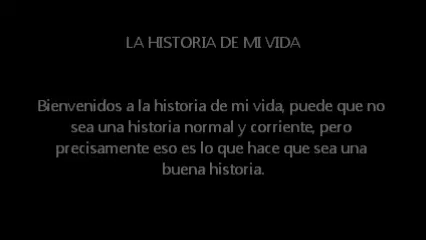 LA HISTORIA DE MI VIDA
Bienvenidos a la historia de mi vida, puede que no
sea una historia normal y corriente, pero
precisamente eso es lo que hace que sea una
buena historia.